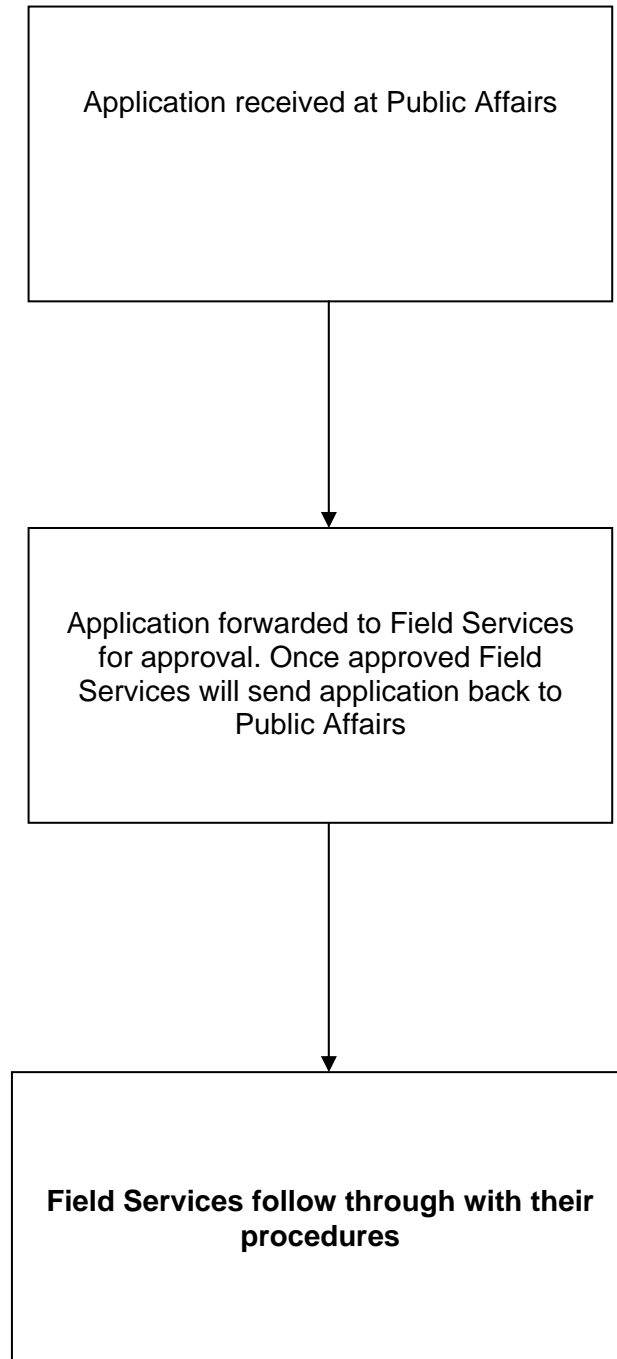 Application received at Public Affairs
Application forwarded to Field Services
for approval. Once approved Field
Services will send application back to
Public Affairs
Field Services follow through with their
procedures